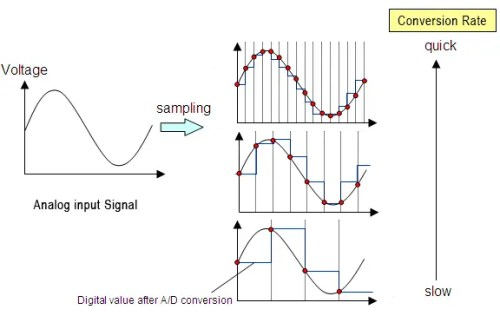 Conversion Rate
quick
Voltage
sampling
Analog input Signal
slow
Digital value after A/D conversion